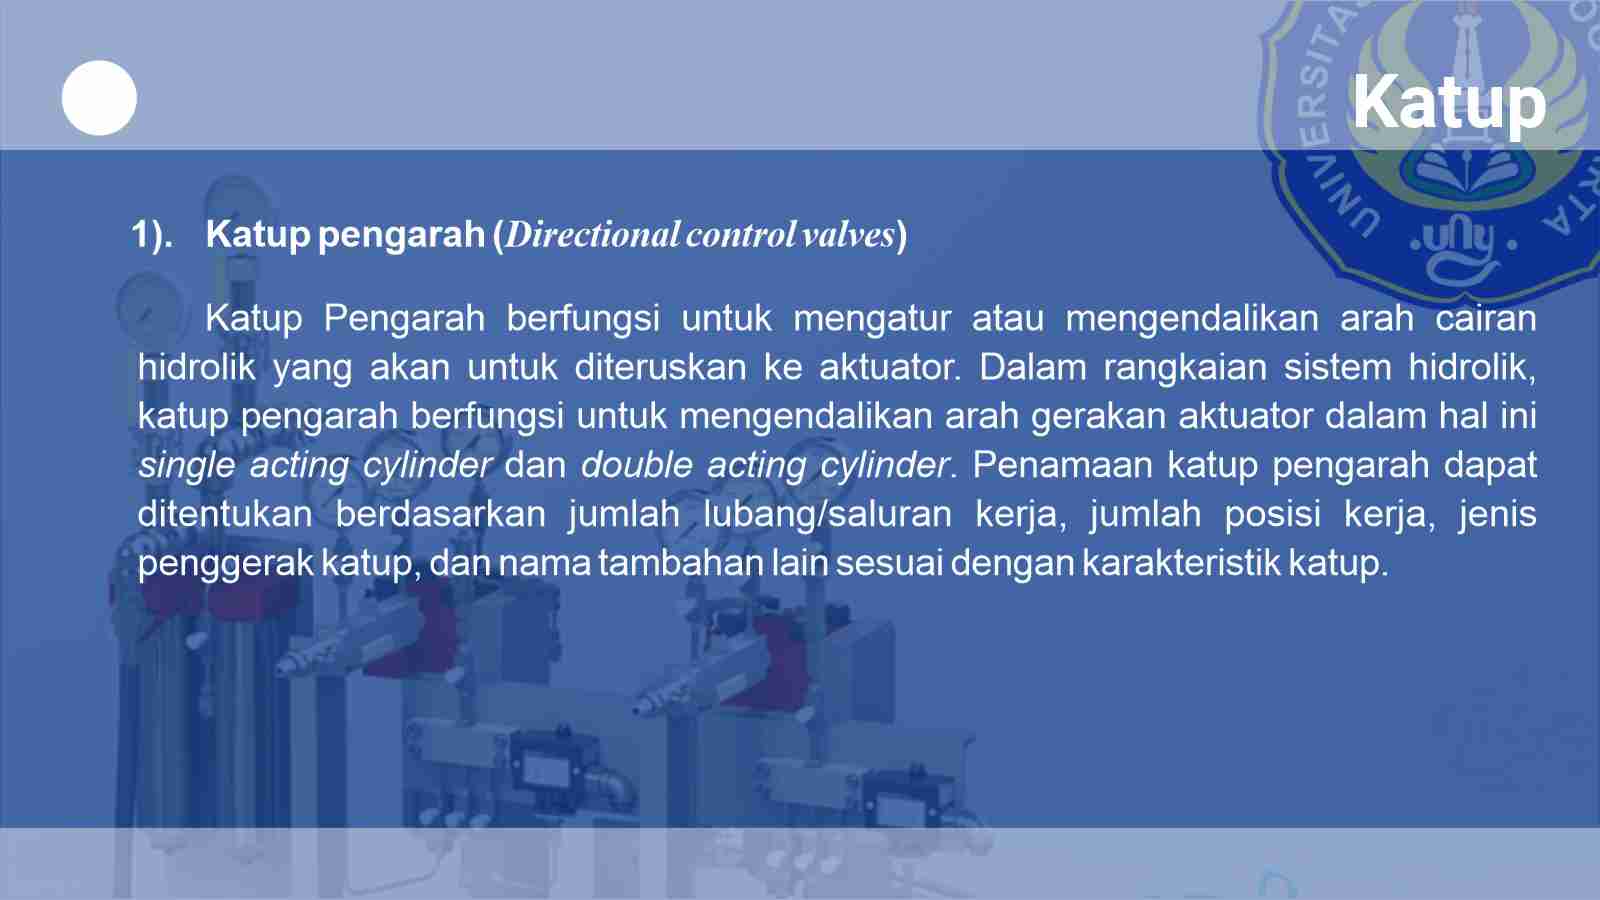 Katup
UNIVERSITAS
RTA
uny
1). Katup pengarah (Directional control valves)
Katup Pengarah berfungsi untuk mengatur atau mengendalikan arah cairan
hidrolik yang akan untuk diteruskan ke aktuator. Dalam rangkaian sistem hidrolik,
katup pengarah berfungsi untuk mengendalikan arah gerakan aktuator dalam hal ini
single acting cylinder dan double acting cylinder. Penamaan katup pengarah dapat
ditentukan berdasarkan jumlah lubang/saluran kerja, jumlah posisi kerja, jenis
penggerak katup, dan nama tambahan lain sesuai dengan karakteristik katup.